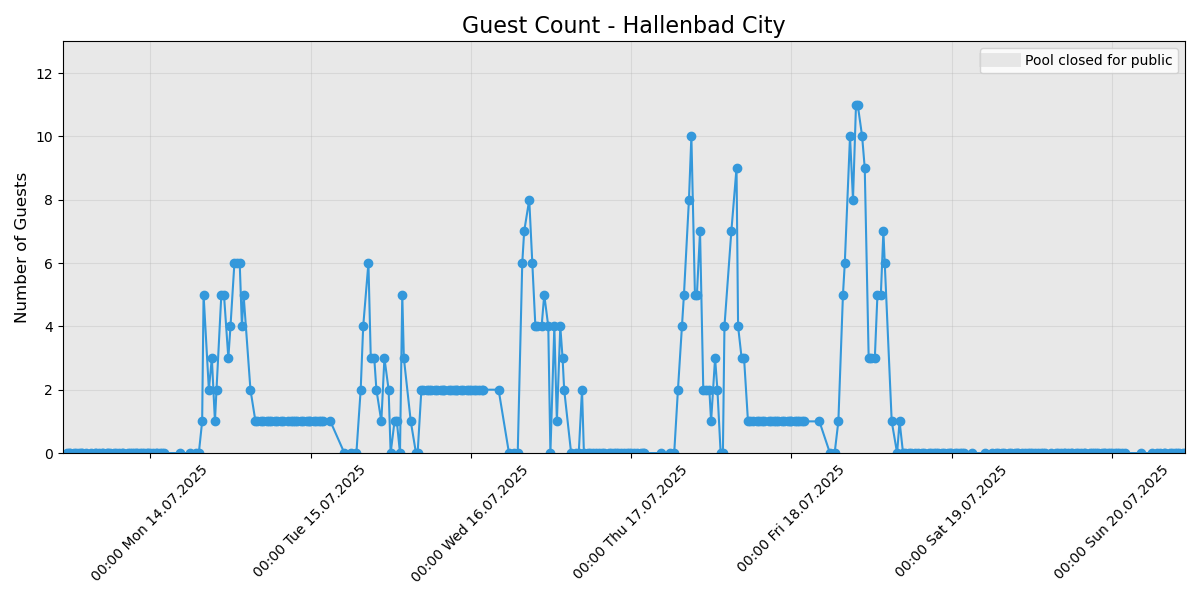 Guest Count - Hallenbad City
Pool closed for public
Number of Guests
12
10
8
6
4
2
0
00:00 Mon 14.07.2025
00:00 Tue 15.07.2025
00:00 Wed 16.07.2025
00:00 Thu 17.07.2025
00:00 Fri 18.07.2025
00:00 Sat 19.07.2025
00:00 Sun 20.07.2025